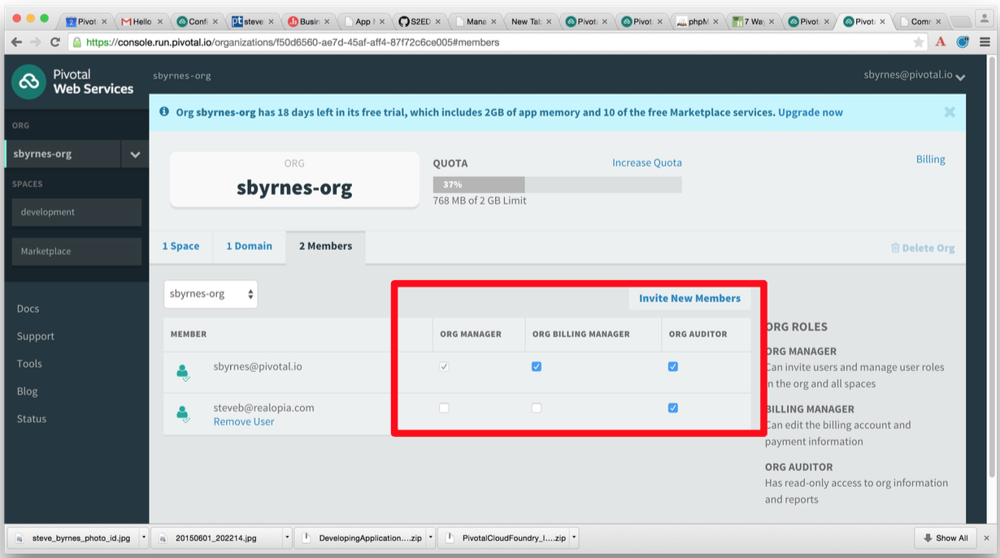 Pivot
Hello
Confi
steve
Busin
App I
S2ED
Mana
New Tab
Pivot
Pivot
phpM
7 Way
Pivot
Pivot
Comm
https://console.run.pivotal.io/organizations/f50d6560-ae7d-45af-aff4-87f72c6ce005#members
Pivotal
Web Services
sbyrnes-org
sbyrnes@pivotal.io
Org sbyrnes-org has 18 days left in its free trial, which includes 2GB of app memory and 10 of the free Marketplace services. Upgrade now
ORG
sbyrnes-org
SPACES
development
Marketplace
Docs
Support
Tools
Blog
Status
ORG
sbyrnes-org
QUOTA
Increase Quota
37%
768 MB of 2 GB Limit
Billing
1 Space
1 Domain
2 Members
Delete Org
sbyrnes-org
Invite New Members
MEMBER
ORG MANAGER
ORG BILLING MANAGER
ORG AUDITOR
sbyrnes@pivotal.io
steveb@realopia.com
Remove User
ORG ROLES
ORG MANAGER
Can invite users and manage user roles
in the org and all spaces
BILLING MANAGER
Can edit the billing account and
payment information
ORG AUDITOR
Has read-only access to org information
and reports
steve_byrnes_photo_id.jpg
20150601_202214.jpg
DevelopingApplication....zip
PivotalCloudFoundry_I....zip
Show All